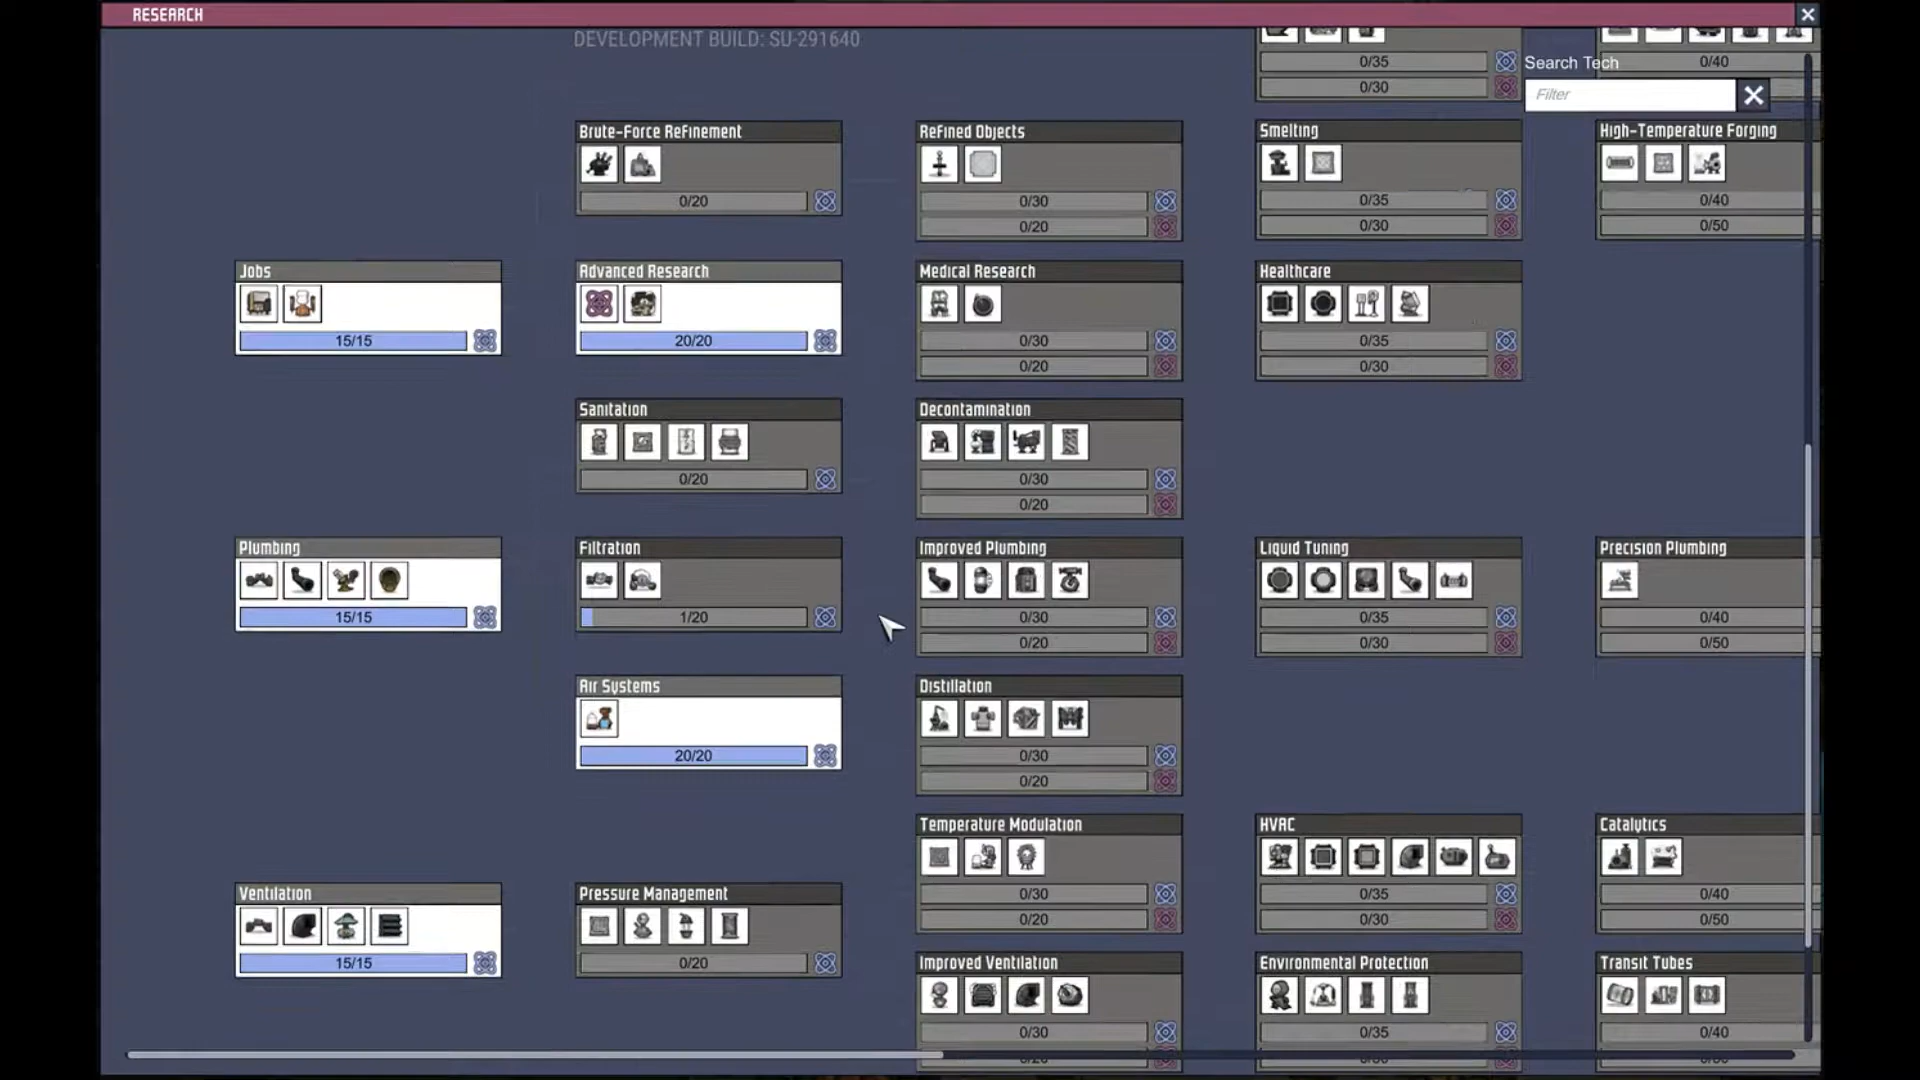 RESEARCH
DEVELOPMENT BUILD: SU-291640
0/35
0/30
0/40
Search Tech
Filter
Brute-Force Refinement
0/20
Refined Objects
0/30
0/20
Smelting
0/35
0/30
High-Temperature Forging
0/40
0/50
Jobs
15/15
Advanced Research
20/20
Medical Research
0/30
0/20
Healthcare
0/35
0/30
Sanitation
0/20
Decontamination
0/30
0/20
Plumbing
15/15
Filtration
1/20
Improved Plumbing
0/30
0/20
Liquid Tuning
0/35
0/30
Precision Plumbing
0/40
0/50
Air Systems
20/20
Distillation
0/30
0/20
Temperature Modulation
0/30
0/20
HVAC
0/35
0/30
Catalytics
0/40
0/50
Ventilation
15/15
Pressure Management
0/20
Improved Ventilation
0/30
Environmental Protection
0/35
Transit Tubes
0/40